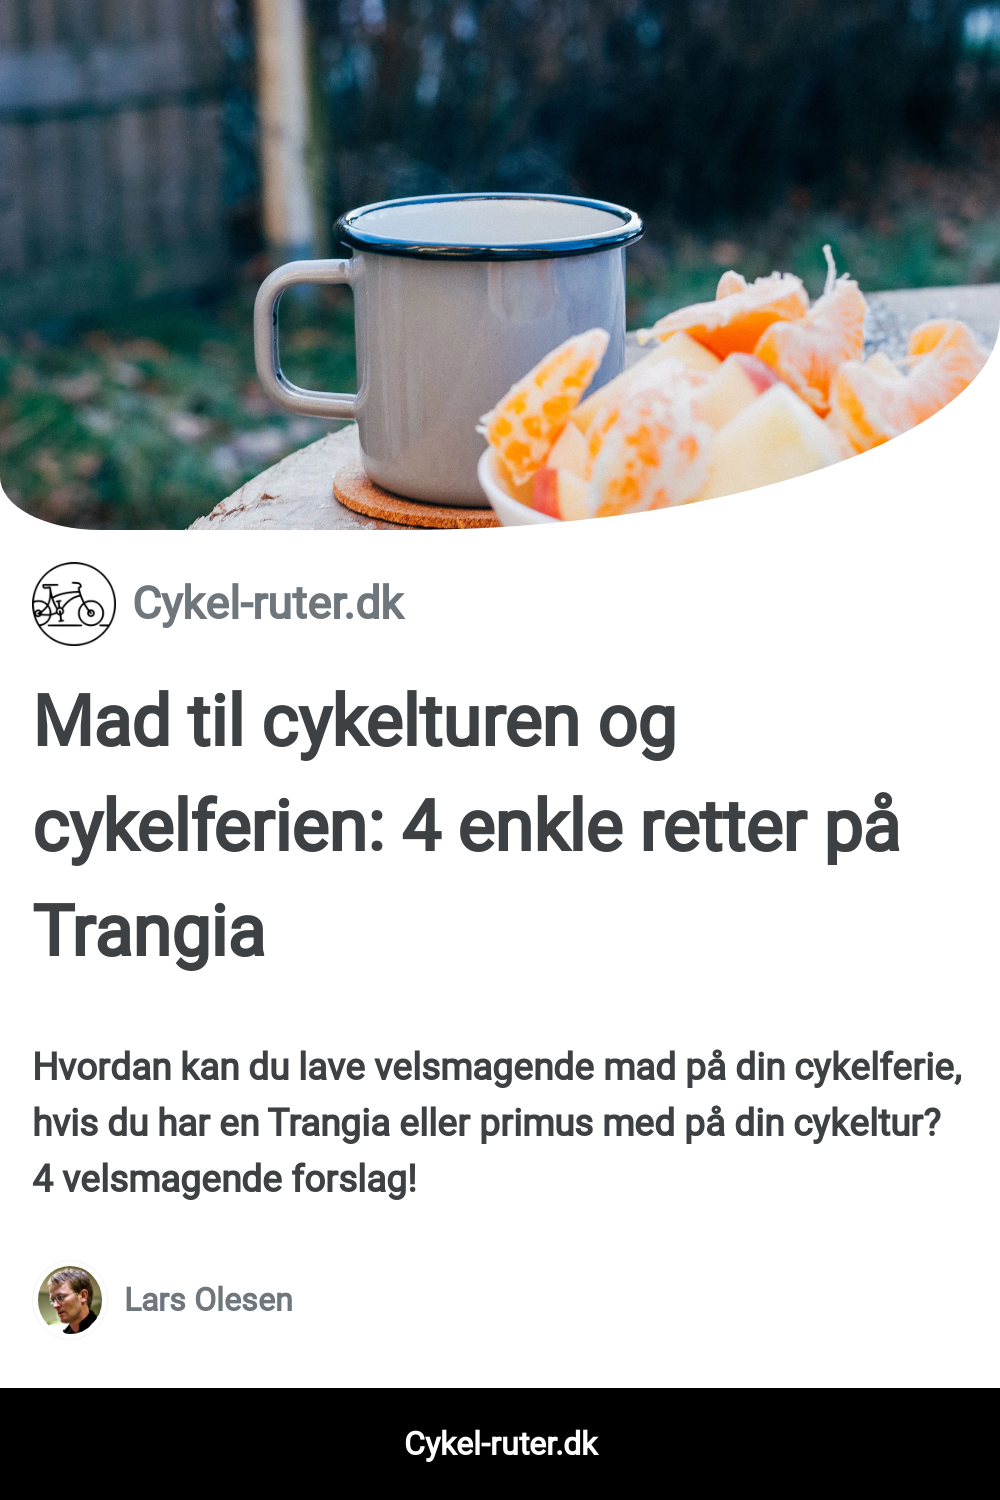 Cykel-ruter.dk
Mad til cykelturen og
cykelferien: 4 enkle retter på
Trangia
Hvordan kan du lave velsmagende mad på din cykelferie,
hvis du har en Trangia eller primus med på din cykeltur?
4 velsmagende forslag!
Lars Olesen
Cykel-ruter.dk